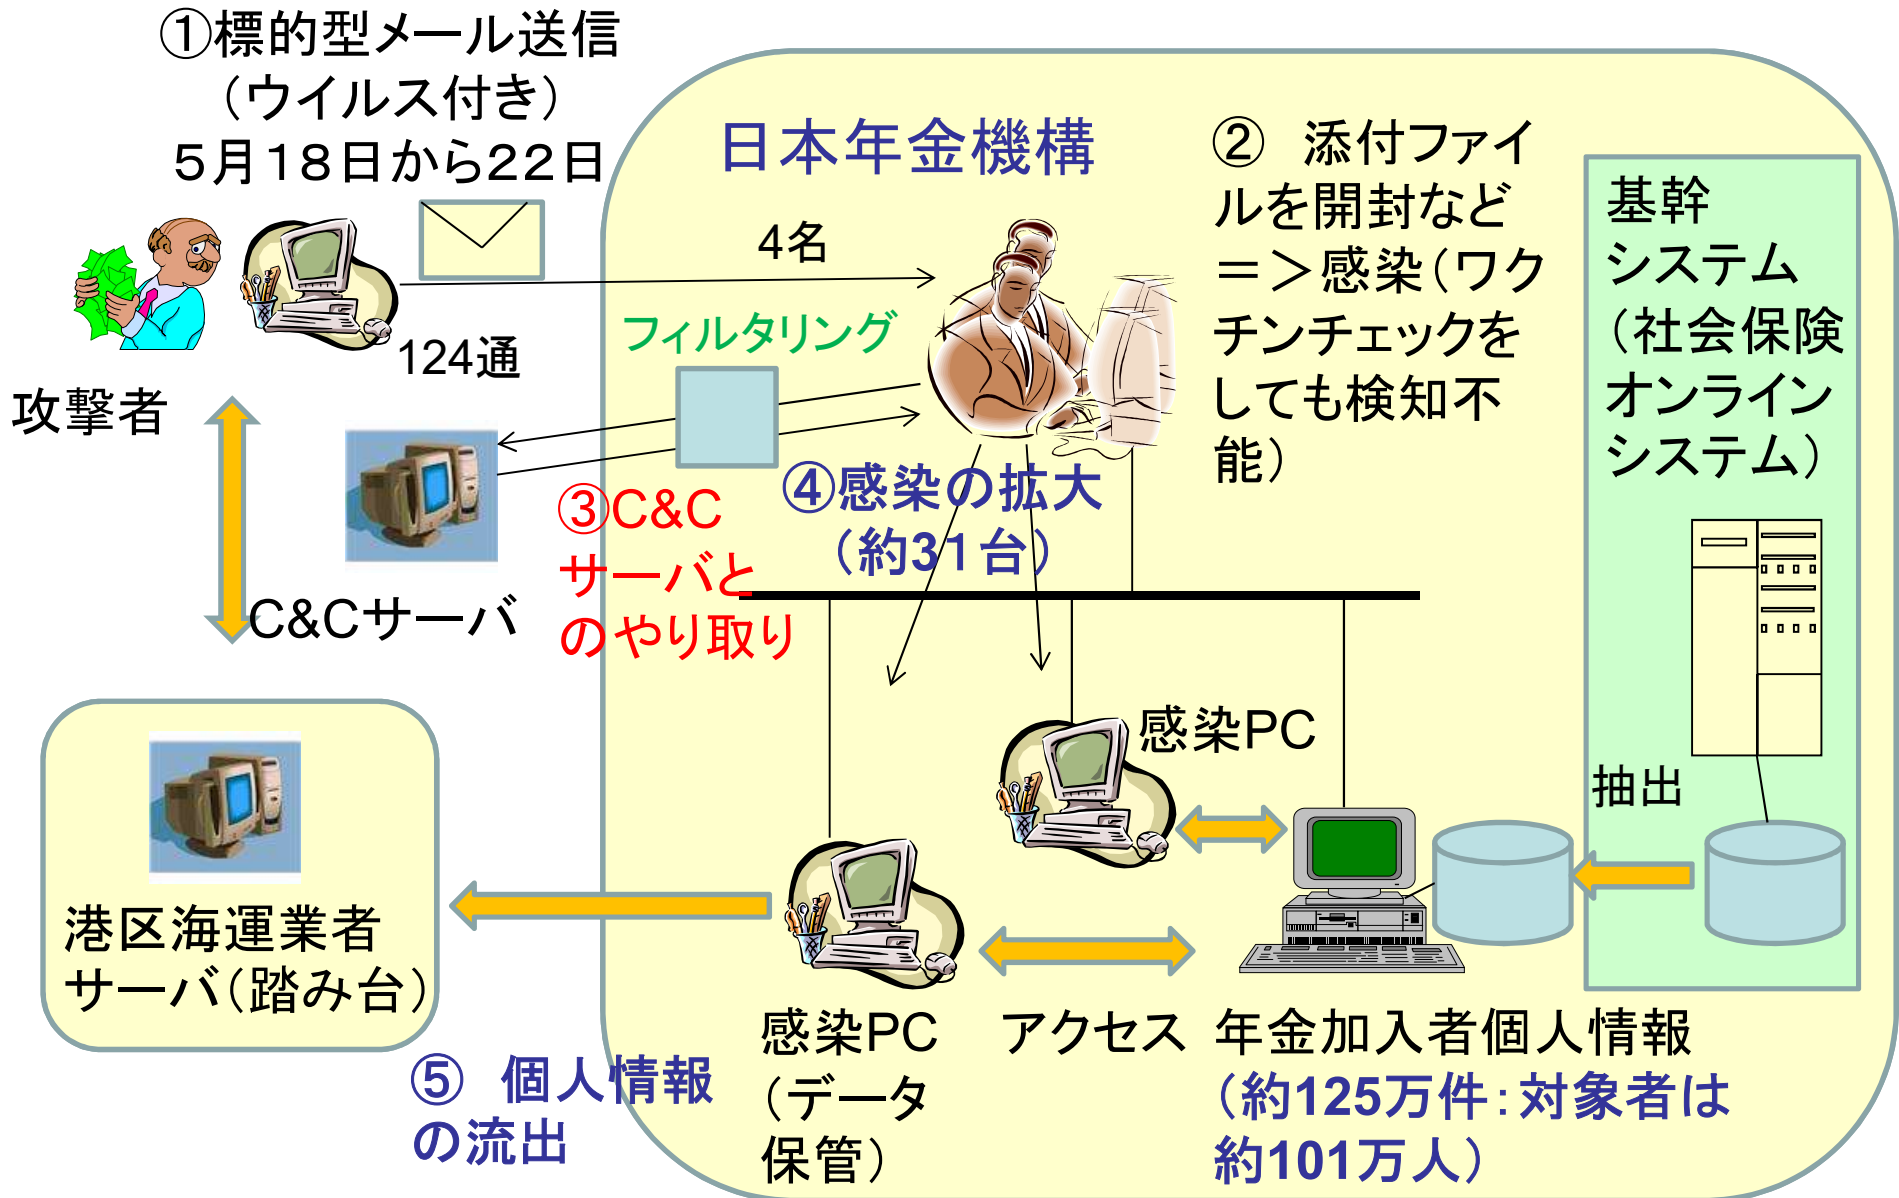 ①標的型メール送信
（ウイルス付き）
５月１８日から２２日
攻撃者
124通
4名
日本年金機構
フィルタリング
② 添付ファイ
ルを開封など
＝＞感染（ワク
チンチェックを
しても検知不
能）
基幹
システム
（社会保険
オンライン
システム）
C&Cサーバ
③C&C
サーバと
のやり取り
④感染の拡大
（約31台）
感染PC
抽出
港区海運業者
サーバ（踏み台）
⑤ 個人情報
の流出
感染PC
（データ
保管）
アクセス
年金加入者個人情報
（約125万件：対象者は
約101万人）